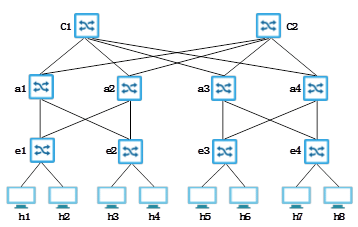 C1 C2
a1 a2 a3 a4
e1 e2 e3 e4
h1 h2 h3 h4 h5 h6 h7 h8